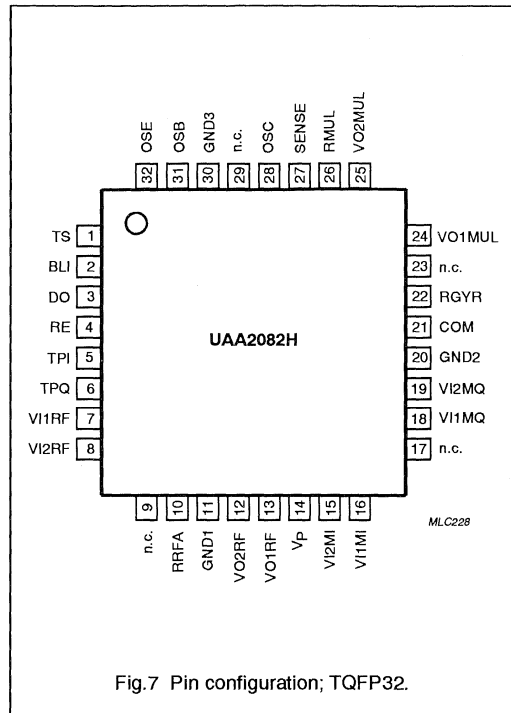 OSE
OSB
GND3
n.c.
OSC
SENSE
RMUL
VO2MUL
32
31
30
29
28
27
26
25
TS 1
BLI 2
DO 3
RE 4
TPI 5
TPQ 6
VI1RF 7
VI2RF 8
UAA2082H
24 VO1MUL
23 n.c.
22 RGYR
21 COM
20 GND2
19 VI2MQ
18 VI1MQ
17 n.c.
9
10
11
12
13
14
15
16
n.c.
RRFA
GND1
VO2RF
VO1RF
VP
VI2MI
VI1MI
MLC228
Fig.7 Pin configuration; TQFP32.